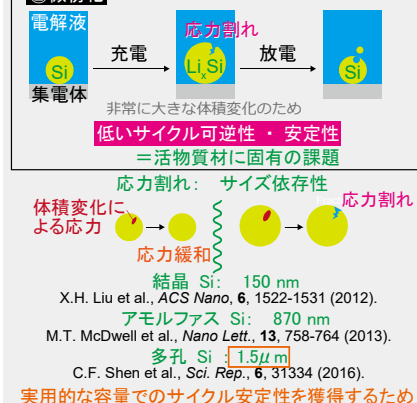 電解液
応力割れ
充電
放電
Si
LixSi
Si
集電体
非常に大きな体積変化のため
低いサイクル可逆性 ・ 安定性
＝活物質材に固有の課題
応力割れ： サイズ依存性
体積変化に
よる応力
応力割れ
応力緩和
結晶 Si: 150 nm
X.H. Liu et al., ACS Nano, 6, 1522-1531 (2012).
アモルファス Si: 870 nm
M.T. McDwell et al., Nano Lett., 13, 758-764 (2013).
多孔 Si : 1.5μm
C.F. Shen et al., Sci. Rep., 6, 31334 (2016).
実用的な容量でのサイクル安定性を獲得するため